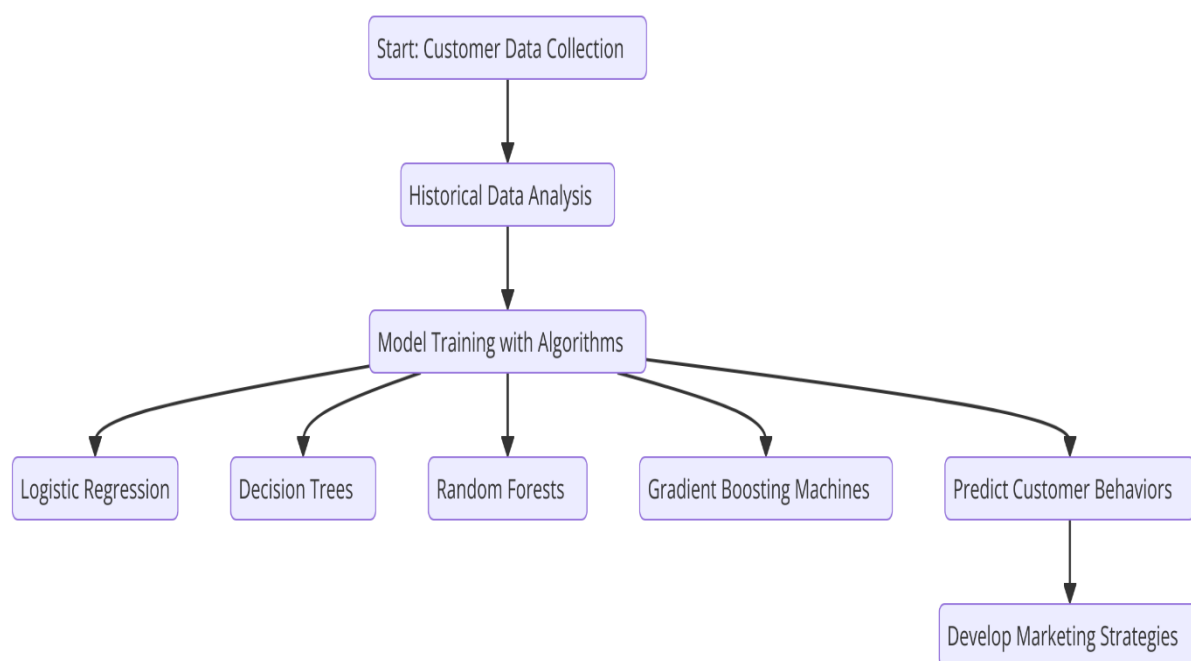 Start: Customer Data Collection
Historical Data Analysis
Model Training with Algorithms
Logistic Regression
Decision Trees
Random Forests
Gradient Boosting Machines
Predict Customer Behaviors
Develop Marketing Strategies